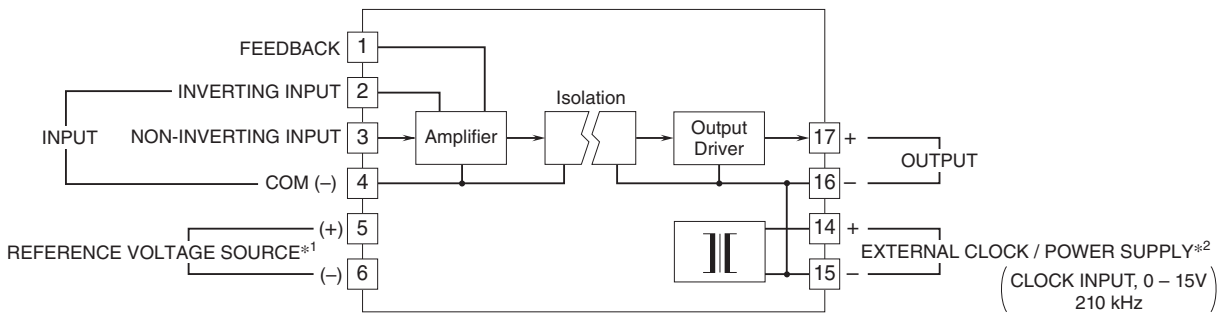 FEEDBACK 1
INVERTING INPUT 2
Isolation
INPUT
NON-INVERTING INPUT 3
Amplifier
Output
Driver
17 +
OUTPUT
COM (–) 4
16 –
(+) 5
14 +
REFERENCE VOLTAGE SOURCE*1
EXTERNAL CLOCK / POWER SUPPLY*2
(–) 6
15 –
(CLOCK INPUT, 0 – 15V
210 kHz)